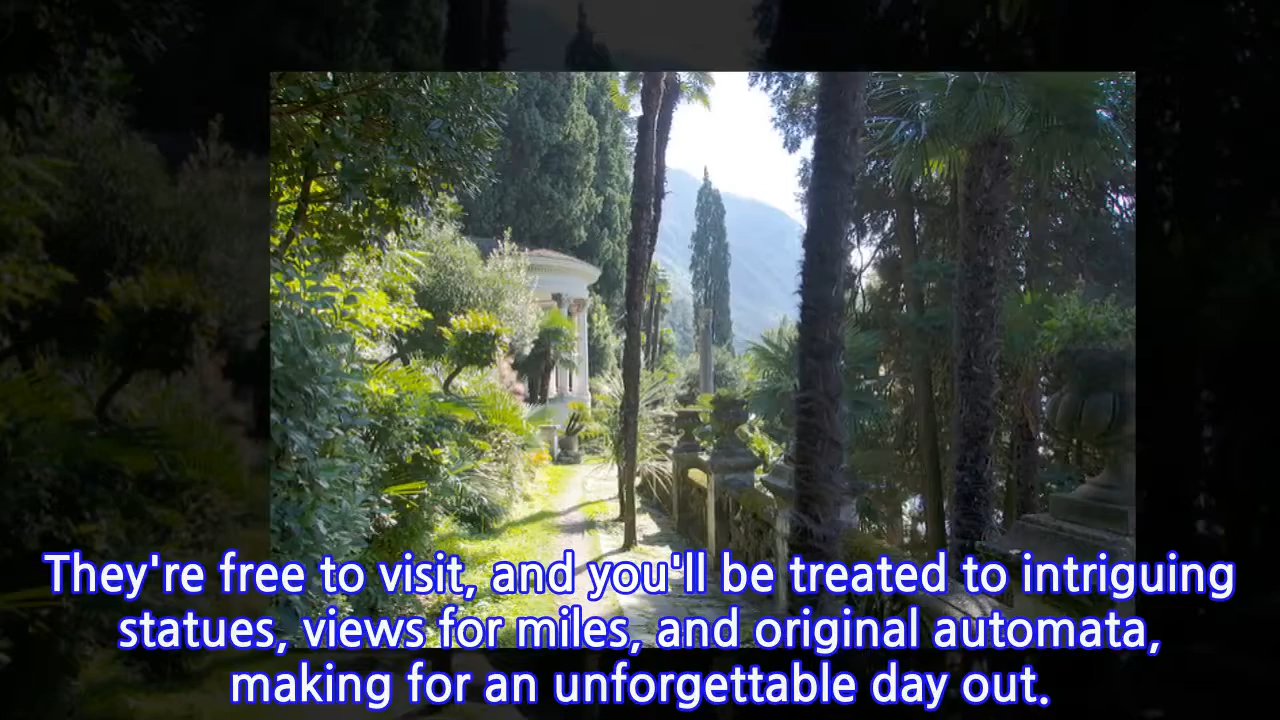 They're free to visit, and you'll be treated to intriguing
statues, views for miles, and original automata,
making for an unforgettable day out.